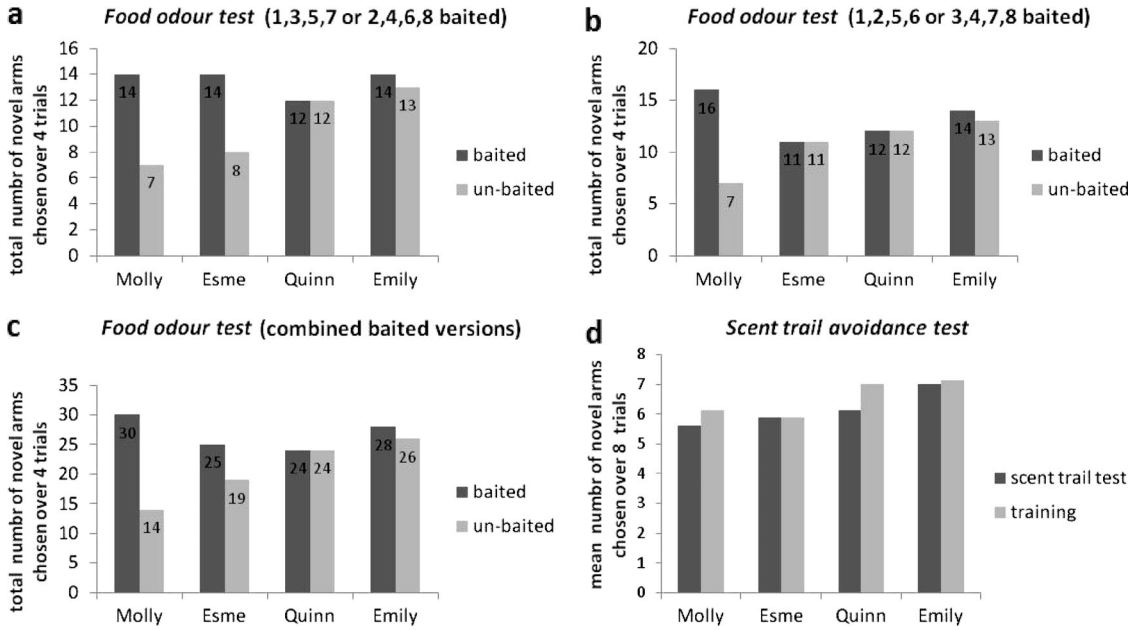 a Food odour test (1,3,5,7 or 2,4,6,8 baited)
total numbr of novel arms
chosen over 4 trials
16
14
12
10
8
6
4
2
0
14 7 14 8 12 12 14 13
Molly Esme Quinn Emily
baited
un-baited
b Food odour test (1,2,5,6 or 3,4,7,8 baited)
total numbr of novel arms
chosen over 4 trials
20
15
10
5
0
16 7 11 11 12 12 14 13
Molly Esme Quinn Emily
baited
un-baited
c Food odour test (combined baited versions)
total numbr of novel arms
chosen over 4 trials
35
30
25
20
15
10
5
0
30 14 25 19 24 24 28 26
Molly Esme Quinn Emily
baited
un-baited
d Scent trail avoidance test
mean numbr of novel arms
chosen over 8 trials
8
7
6
5
4
3
2
1
0
Molly Esme Quinn Emily
scent trail test
training